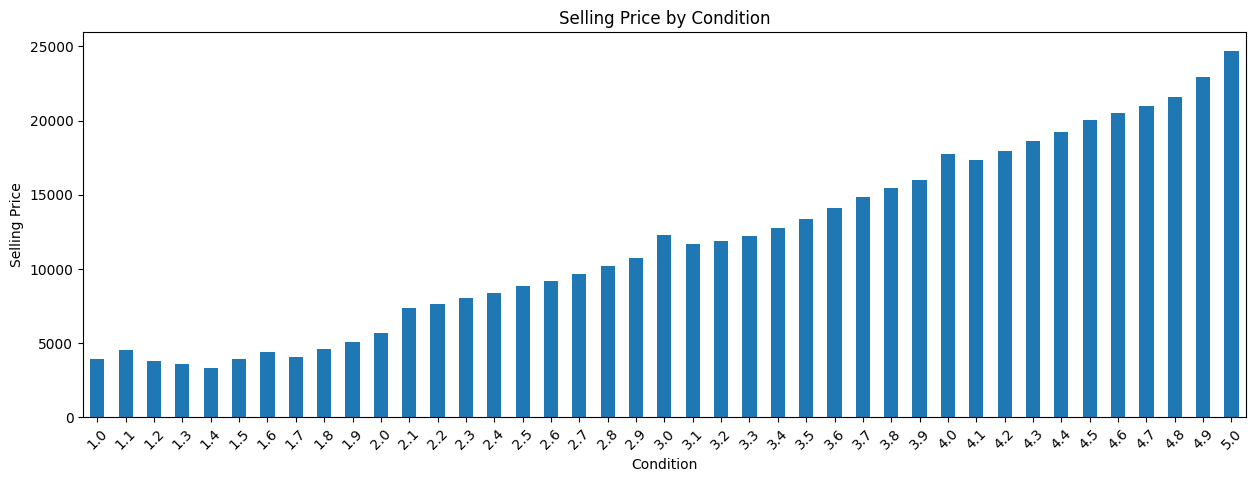 Selling Price by Condition
25000
20000
15000
10000
5000
0
Selling Price
1.0 1.1 1.2 1.3 1.4 1.5 1.6 1.7 1.8 1.9 2.0 2.1 2.2 2.3 2.4 2.5 2.6 2.7 2.8 2.9 3.0 3.1 3.2 3.3 3.4 3.5 3.6 3.7 3.8 3.9 4.0 4.1 4.2 4.3 4.4 4.5 4.6 4.7 4.8 4.9 5.0
Condition